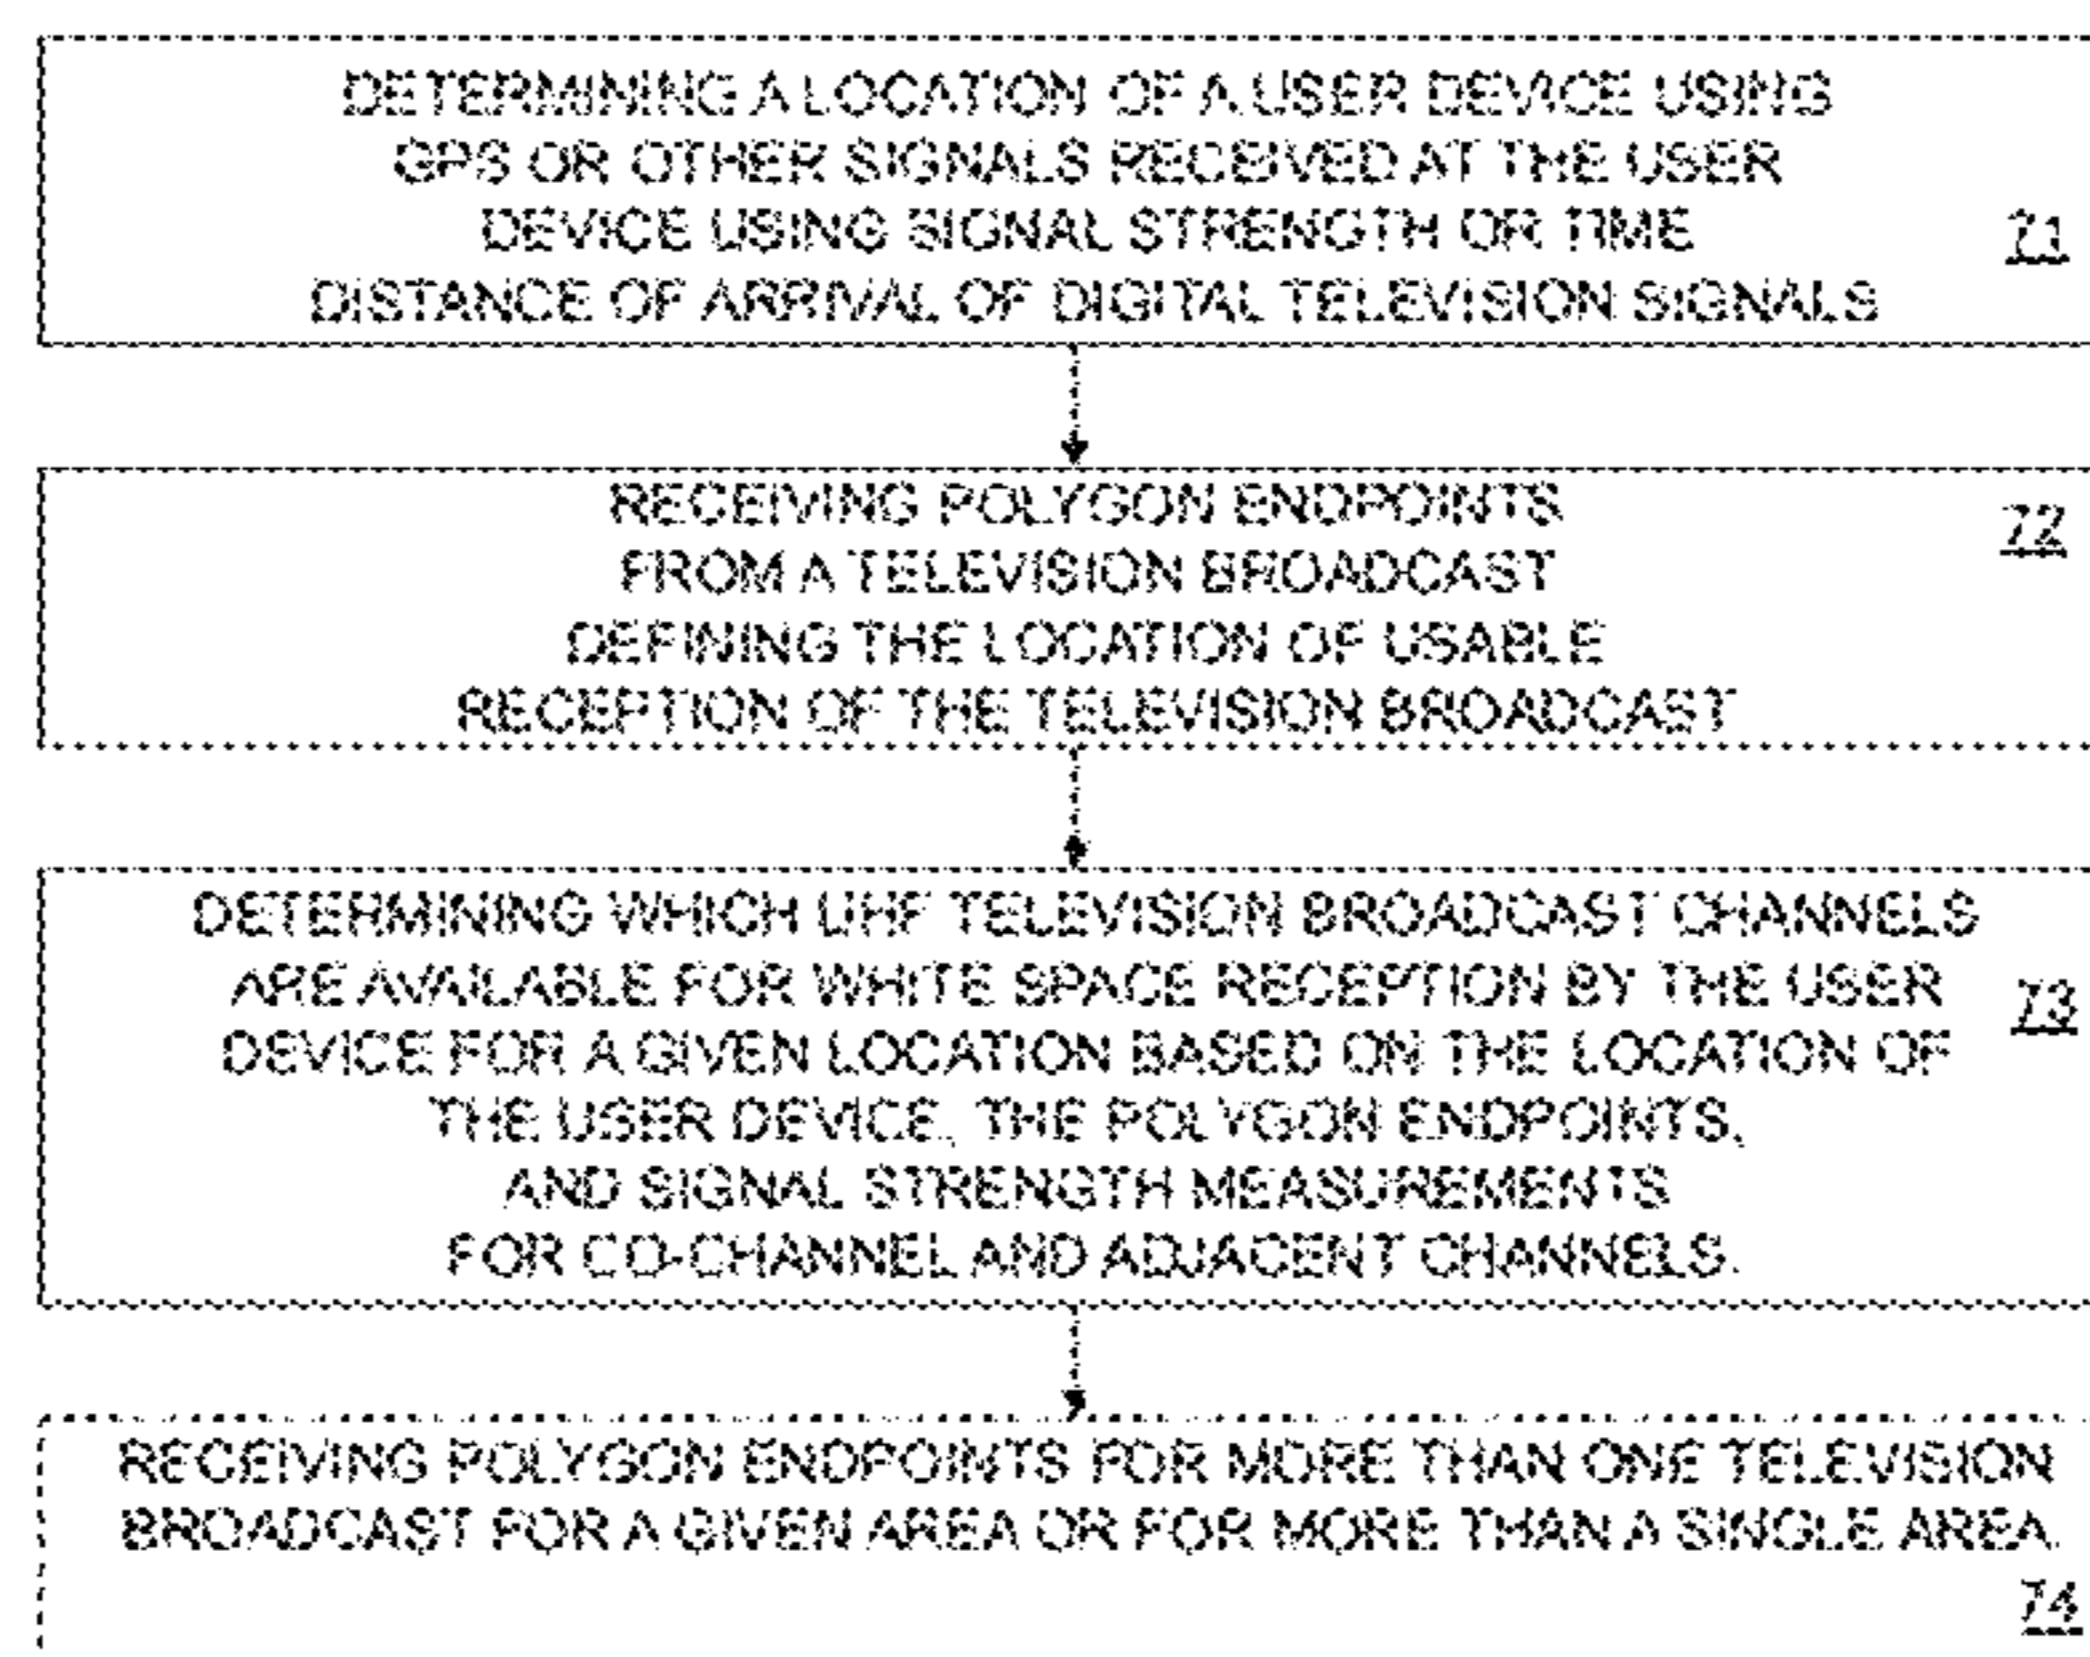 DETERMINING A LOCATION OF A USER DEVICE USING
GPS OR OTHER SIGNALS RECEIVED AT THE USER
DEVICE USING SIGNAL STRENGTH OR TIME
DISTANCE OF ARRIVAL OF DIGITAL TELEVISION SIGNALS
71
RECEIVING POLYGON ENDPOINTS
FROM A TELEVISION BROADCAST
DEFINING THE LOCATION OF USABLE
RECEPTION OF THE TELEVISION BROADCAST
72
DETERMINING WHICH UHF TELEVISION BROADCAST CHANNELS
ARE AVAILABLE FOR WHITE SPACE RECEPTION BY THE USER
DEVICE FOR A GIVEN LOCATION BASED ON THE LOCATION OF
THE USER DEVICE, THE POLYGON ENDPOINTS,
AND SIGNAL STRENGTH MEASUREMENTS
FOR CO-CHANNEL AND ADJACENT CHANNELS.
73
RECEIVING POLYGON ENDPOINTS FOR MORE THAN ONE TELEVISION
BROADCAST FOR A GIVEN AREA OR FOR MORE THAN A SINGLE AREA.
74